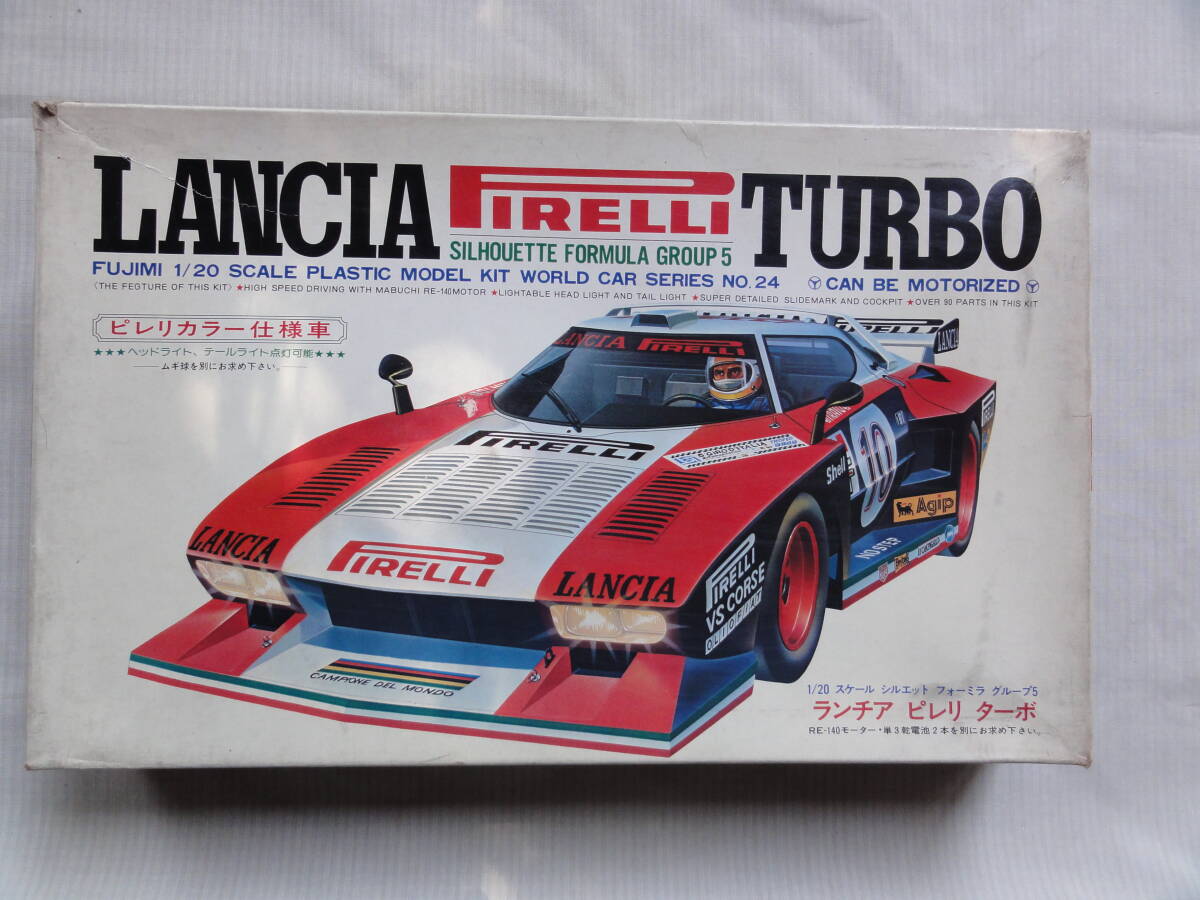 LANCIA PIRELLI TURBO
SILHOUETTE FORMULA GROUP 5
FUJIMI 1/20 SCALE PLASTIC MODEL KIT WORLD CAR SERIES NO.24 CAN BE MOTORIZED
(THE FEGTURE OF THIS KIT) ★HIGH SPEED DRIVING WITH MABUCHI RE-140MOTOR ★LIGHTABLE HEAD LIGHT AND TAIL LIGHT ★SUPER DETAILED SLIDEMARK AND COCKPIT ★OVER 90 PARTS IN THIS KIT
ピレリカラー仕様車
★★★ヘッドライト、テールライト点灯可能★★★
ムギ球を別にお求め下さい。
PIRELLI
LANCIA
LANCIA PIRELLI
PIRELLI
PIRELLI
Shell
10
Agip
NO STEP
LANCIA
PIRELLI
LANCIA
PIRELLI
VS CORSE
OLIOFIAT
CAMPIONE DEL MONDO
1/20 スケール シルエット フォーミラ グループ5
ランチア ピレリ ターボ
RE-140モーター・単3乾電池2本を別にお求め下さい。